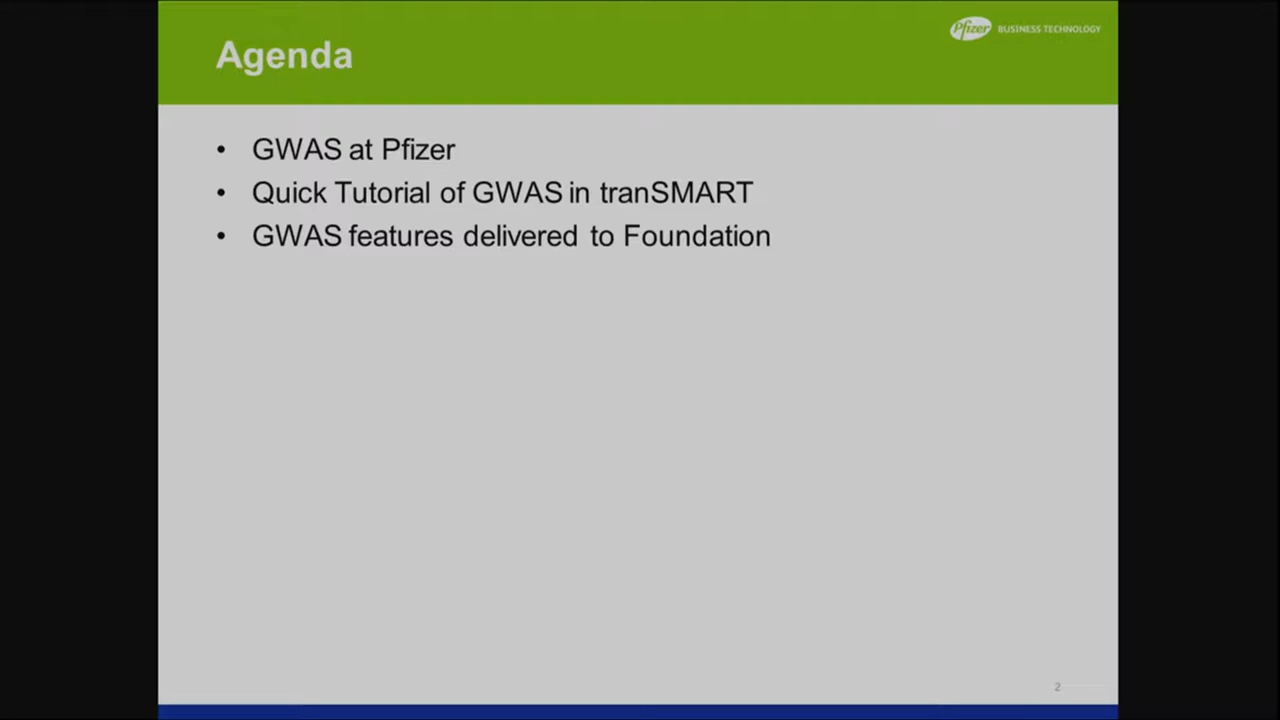 Agenda
Pfizer BUSINESS TECHNOLOGY
• GWAS at Pfizer
• Quick Tutorial of GWAS in tranSMART
• GWAS features delivered to Foundation
2